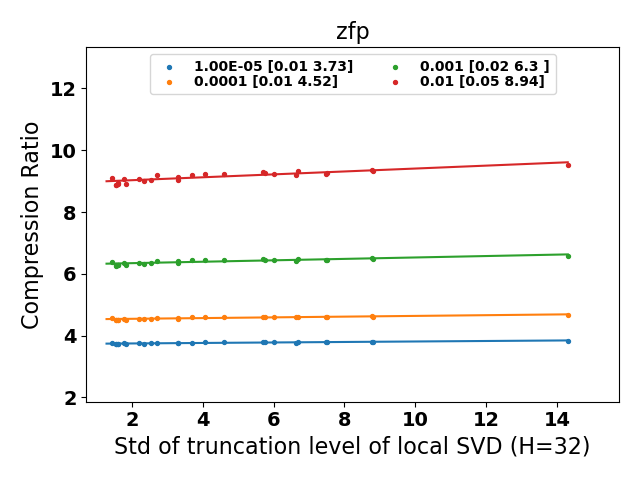 zfp
1.00E-05 [0.01 3.73]
0.0001 [0.01 4.52]
0.001 [0.02 6.3 ]
0.01 [0.05 8.94]
Compression Ratio
12
10
8
6
4
2
2 4 6 8 10 12 14
Std of truncation level of local SVD (H=32)